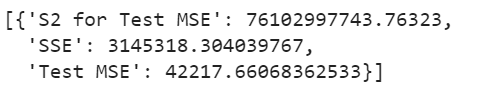 [{'S2 for Test MSE': 76102997743.76323,
'SSE': 3145318.304039767,
'Test MSE': 42217.66068362533}]